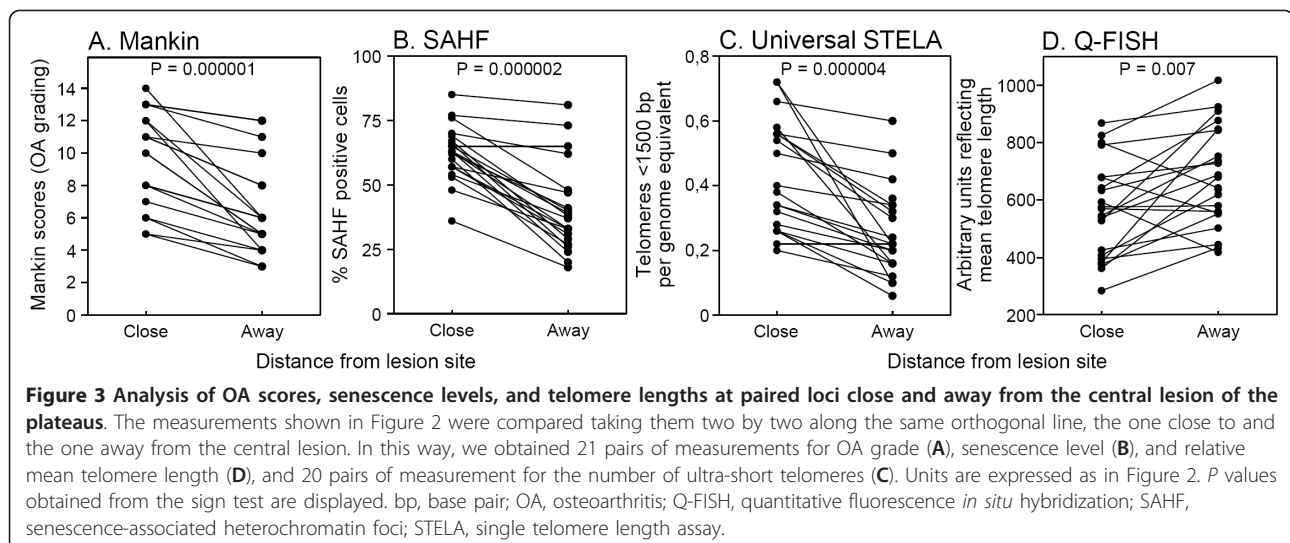 A. Mankin
P = 0.000001
Mankin scores (OA grading)
14
12
10
8
6
4
2
0
Close Away
B. SAHF
P = 0.000002
% SAHF positive cells
100
75
50
25
0
Close Away
C. Universal STELA
P = 0.000004
Telomeres <1500 bp
per genome equivalent
0,8
0,6
0,4
0,2
0
Close Away
D. Q-FISH
P = 0.007
Arbitrary units reflecting
mean telomere length
1000
800
600
400
200
Close Away
Distance from lesion site
Distance from lesion site
Figure 3 Analysis of OA scores, senescence levels, and telomere lengths at paired loci close and away from the central lesion of the
plateaus. The measurements shown in Figure 2 were compared taking them two by two along the same orthogonal line, the one close to and
the one away from the central lesion. In this way, we obtained 21 pairs of measurements for OA grade (A), senescence level (B), and relative
mean telomere length (D), and 20 pairs of measurement for the number of ultra-short telomeres (C). Units are expressed as in Figure 2. P values
obtained from the sign test are displayed. bp, base pair; OA, osteoarthritis; Q-FISH, quantitative fluorescence in situ hybridization; SAHF,
senescence-associated heterochromatin foci; STELA, single telomere length assay.